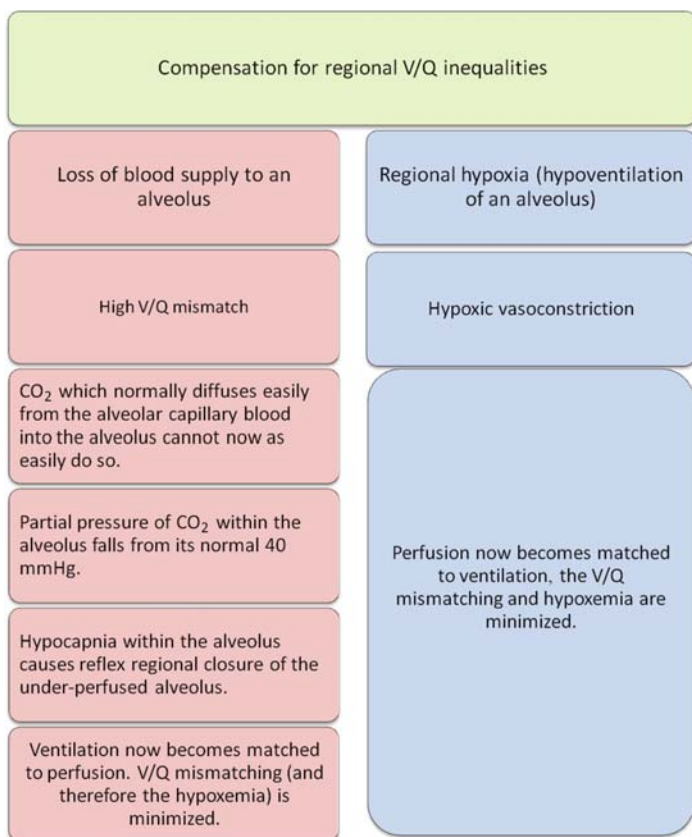 Compensation for regional V/Q inequalities
Loss of blood supply to an
alveolus
High V/Q mismatch
CO₂ which normally diffuses easily
from the alveolar capillary blood
into the alveolus cannot now as
easily do so.
Partial pressure of CO₂ within the
alveolus falls from its normal 40
mmHg.
Hypocapnia within the alveolus
causes reflex regional closure of the
under-perfused alveolus.
Ventilation now becomes matched
to perfusion. V/Q mismatching (and
therefore the hypoxemia) is
minimized.
Regional hypoxia (hypoventilation
of an alveolus)
Hypoxic vasoconstriction
Perfusion now becomes matched
to ventilation, the V/Q
mismatching and hypoxemia are
minimized.